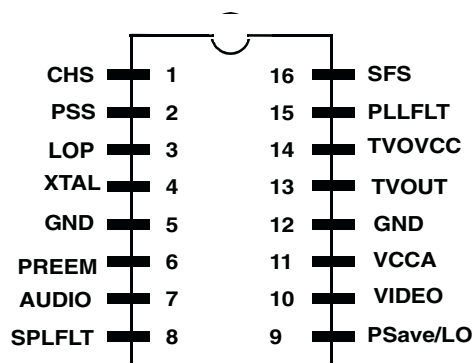 CHS 1 16 SFS
PSS 2 15 PLLFLT
LOP 3 14 TVOVCC
XTAL 4 13 TVOUT
GND 5 12 GND
PREEM 6 11 VCCA
AUDIO 7 10 VIDEO
SPLFLT 8 9 PSave/LO